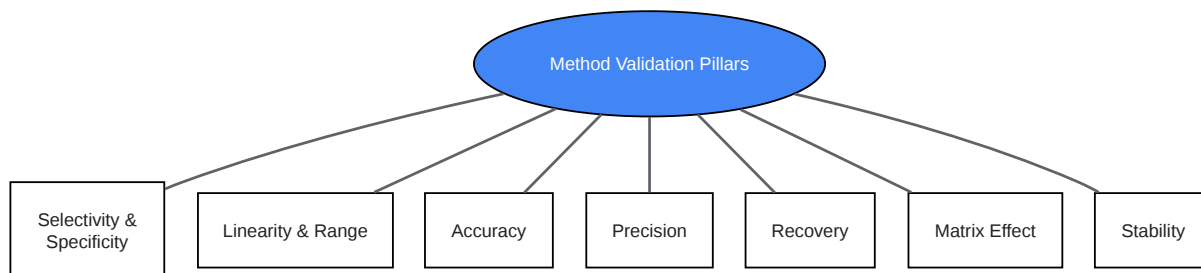 Method Validation Pillars
Selectivity &
Specificity
Linearity & Range
Accuracy
Precision
Recovery
Matrix Effect
Stability